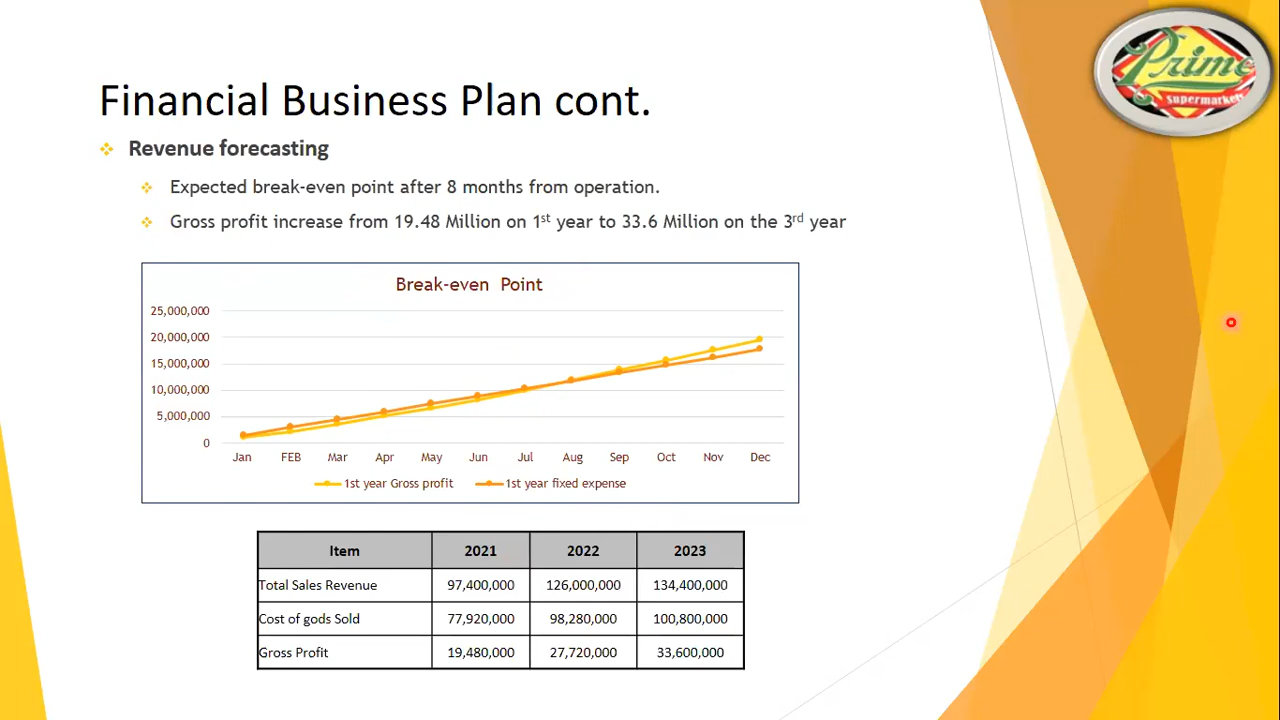 Prime
Supermarkets
Financial Business Plan cont.
Revenue forecasting
Expected break-even point after 8 months from operation.
Gross profit increase from 19.48 Million on 1st year to 33.6 Million on the 3rd year
Break-even Point
25,000,000
20,000,000
15,000,000
10,000,000
5,000,000
0
Jan FEB Mar Apr May Jun Jul Aug Sep Oct Nov Dec
1st year Gross profit 1st year fixed expense
Item 2021 2022 2023
Total Sales Revenue 97,400,000 126,000,000 134,400,000
Cost of gods Sold 77,920,000 98,280,000 100,800,000
Gross Profit 19,480,000 27,720,000 33,600,000